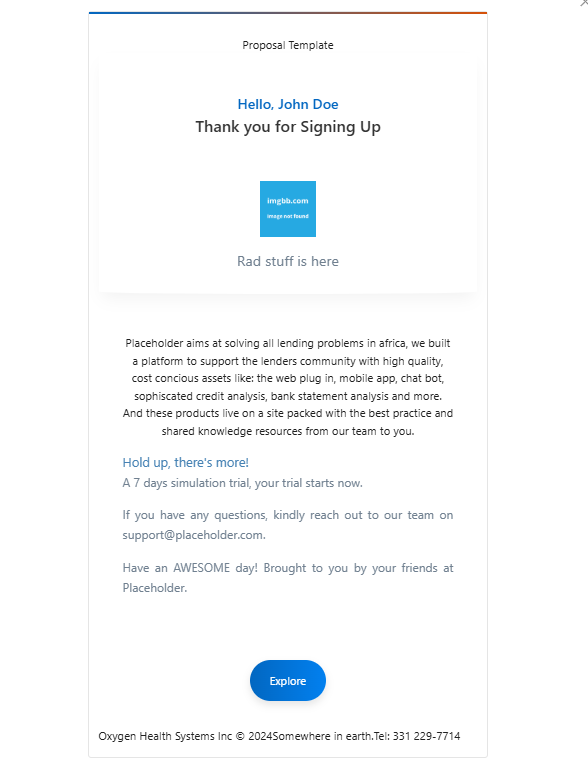 Proposal Template
Hello, John Doe
Thank you for Signing Up
imgbb.com
image not found
Rad stuff is here
Placeholder aims at solving all lending problems in africa, we built
a platform to support the lenders community with high quality,
cost concious assets like: the web plug in, mobile app, chat bot,
sophiscated credit analysis, bank statement analysis and more.
And these products live on a site packed with the best practice and
shared knowledge resources from our team to you.
Hold up, there's more!
A 7 days simulation trial, your trial starts now.
If you have any questions, kindly reach out to our team on
support@placeholder.com.
Have an AWESOME day! Brought to you by your friends at
Placeholder.
Explore
Oxygen Health Systems Inc © 2024Somewhere in earth.Tel: 331 229-7714